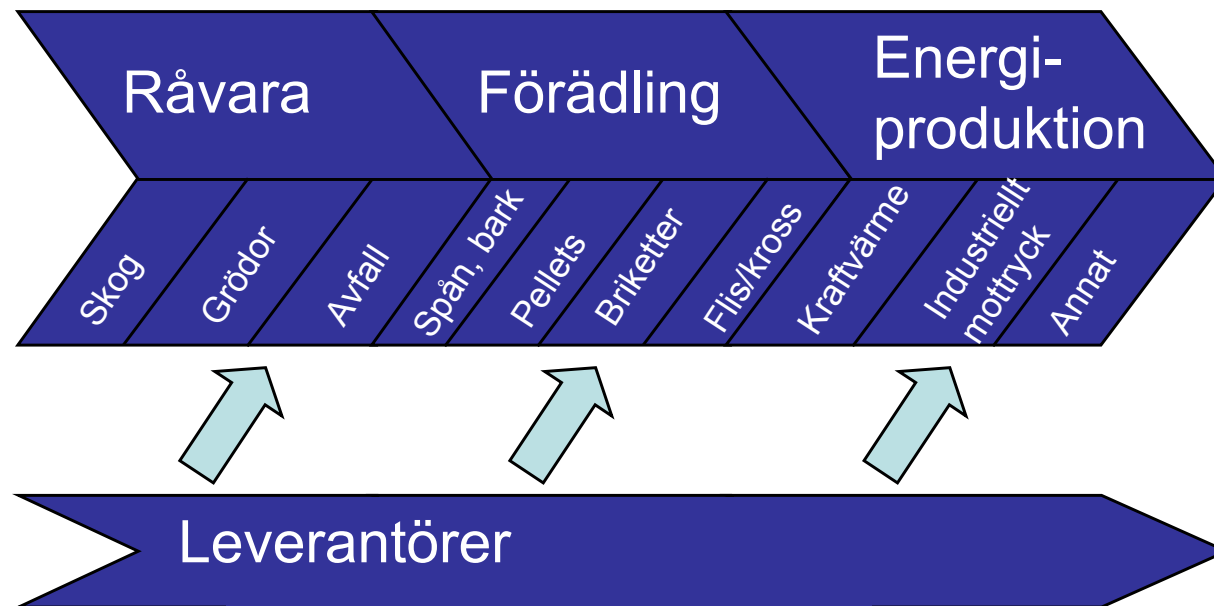 Råvara
Förädling
Energi-
produktion
Skog
Grödor
Avfall
Spån, bark
Pellets
Briketter
Flis/kross
Kraftvärme
Industriellt
mottryck
Annat
Leverantörer